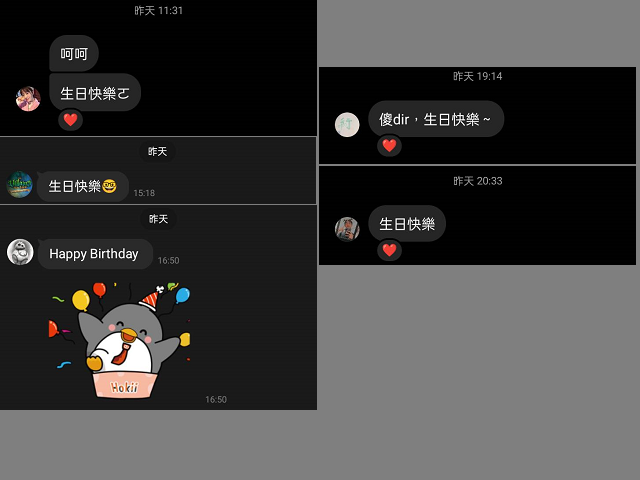 昨天 11:31
呵呵
生日快樂ㄛ
昨天
生日快樂🤓
15:18
昨天
Happy Birthday
16:50
Hokii
16:50
昨天 19:14
傻dir，生日快樂～
昨天 20:33
生日快樂